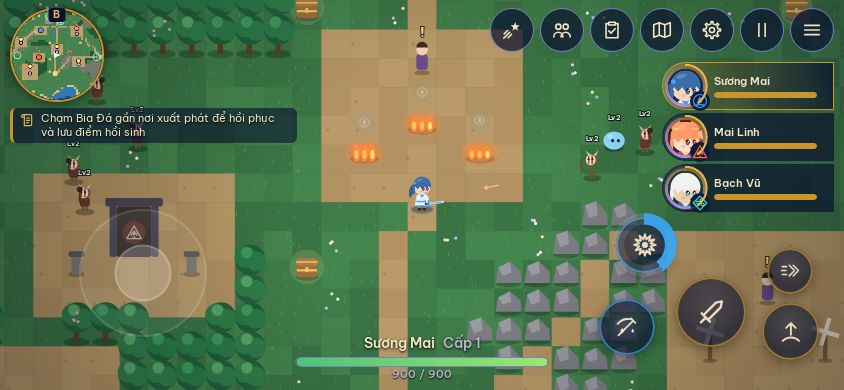 B
!
Sương Mai
Chạm Bia Đá gần nơi xuất phát để hồi phục
và lưu điểm hồi sinh
Lv2
Lv2
Lv2
Lv2
Lv2
Lv2
Mai Linh
Bạch Vũ
!
Sương Mai Cấp 1
900 / 900